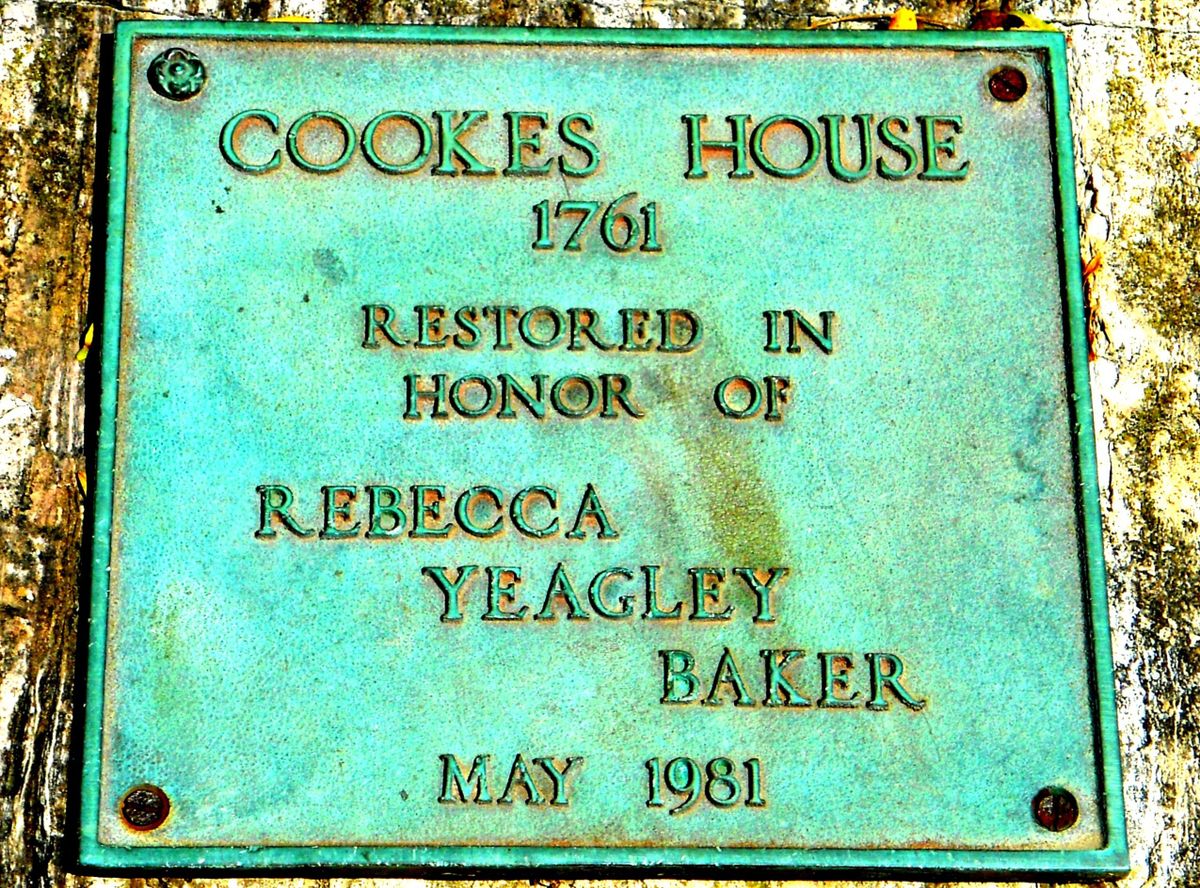 COOKES HOUSE
1761
RESTORED IN
HONOR OF
REBECCA
YEAGLEY
BAKER
MAY 1981